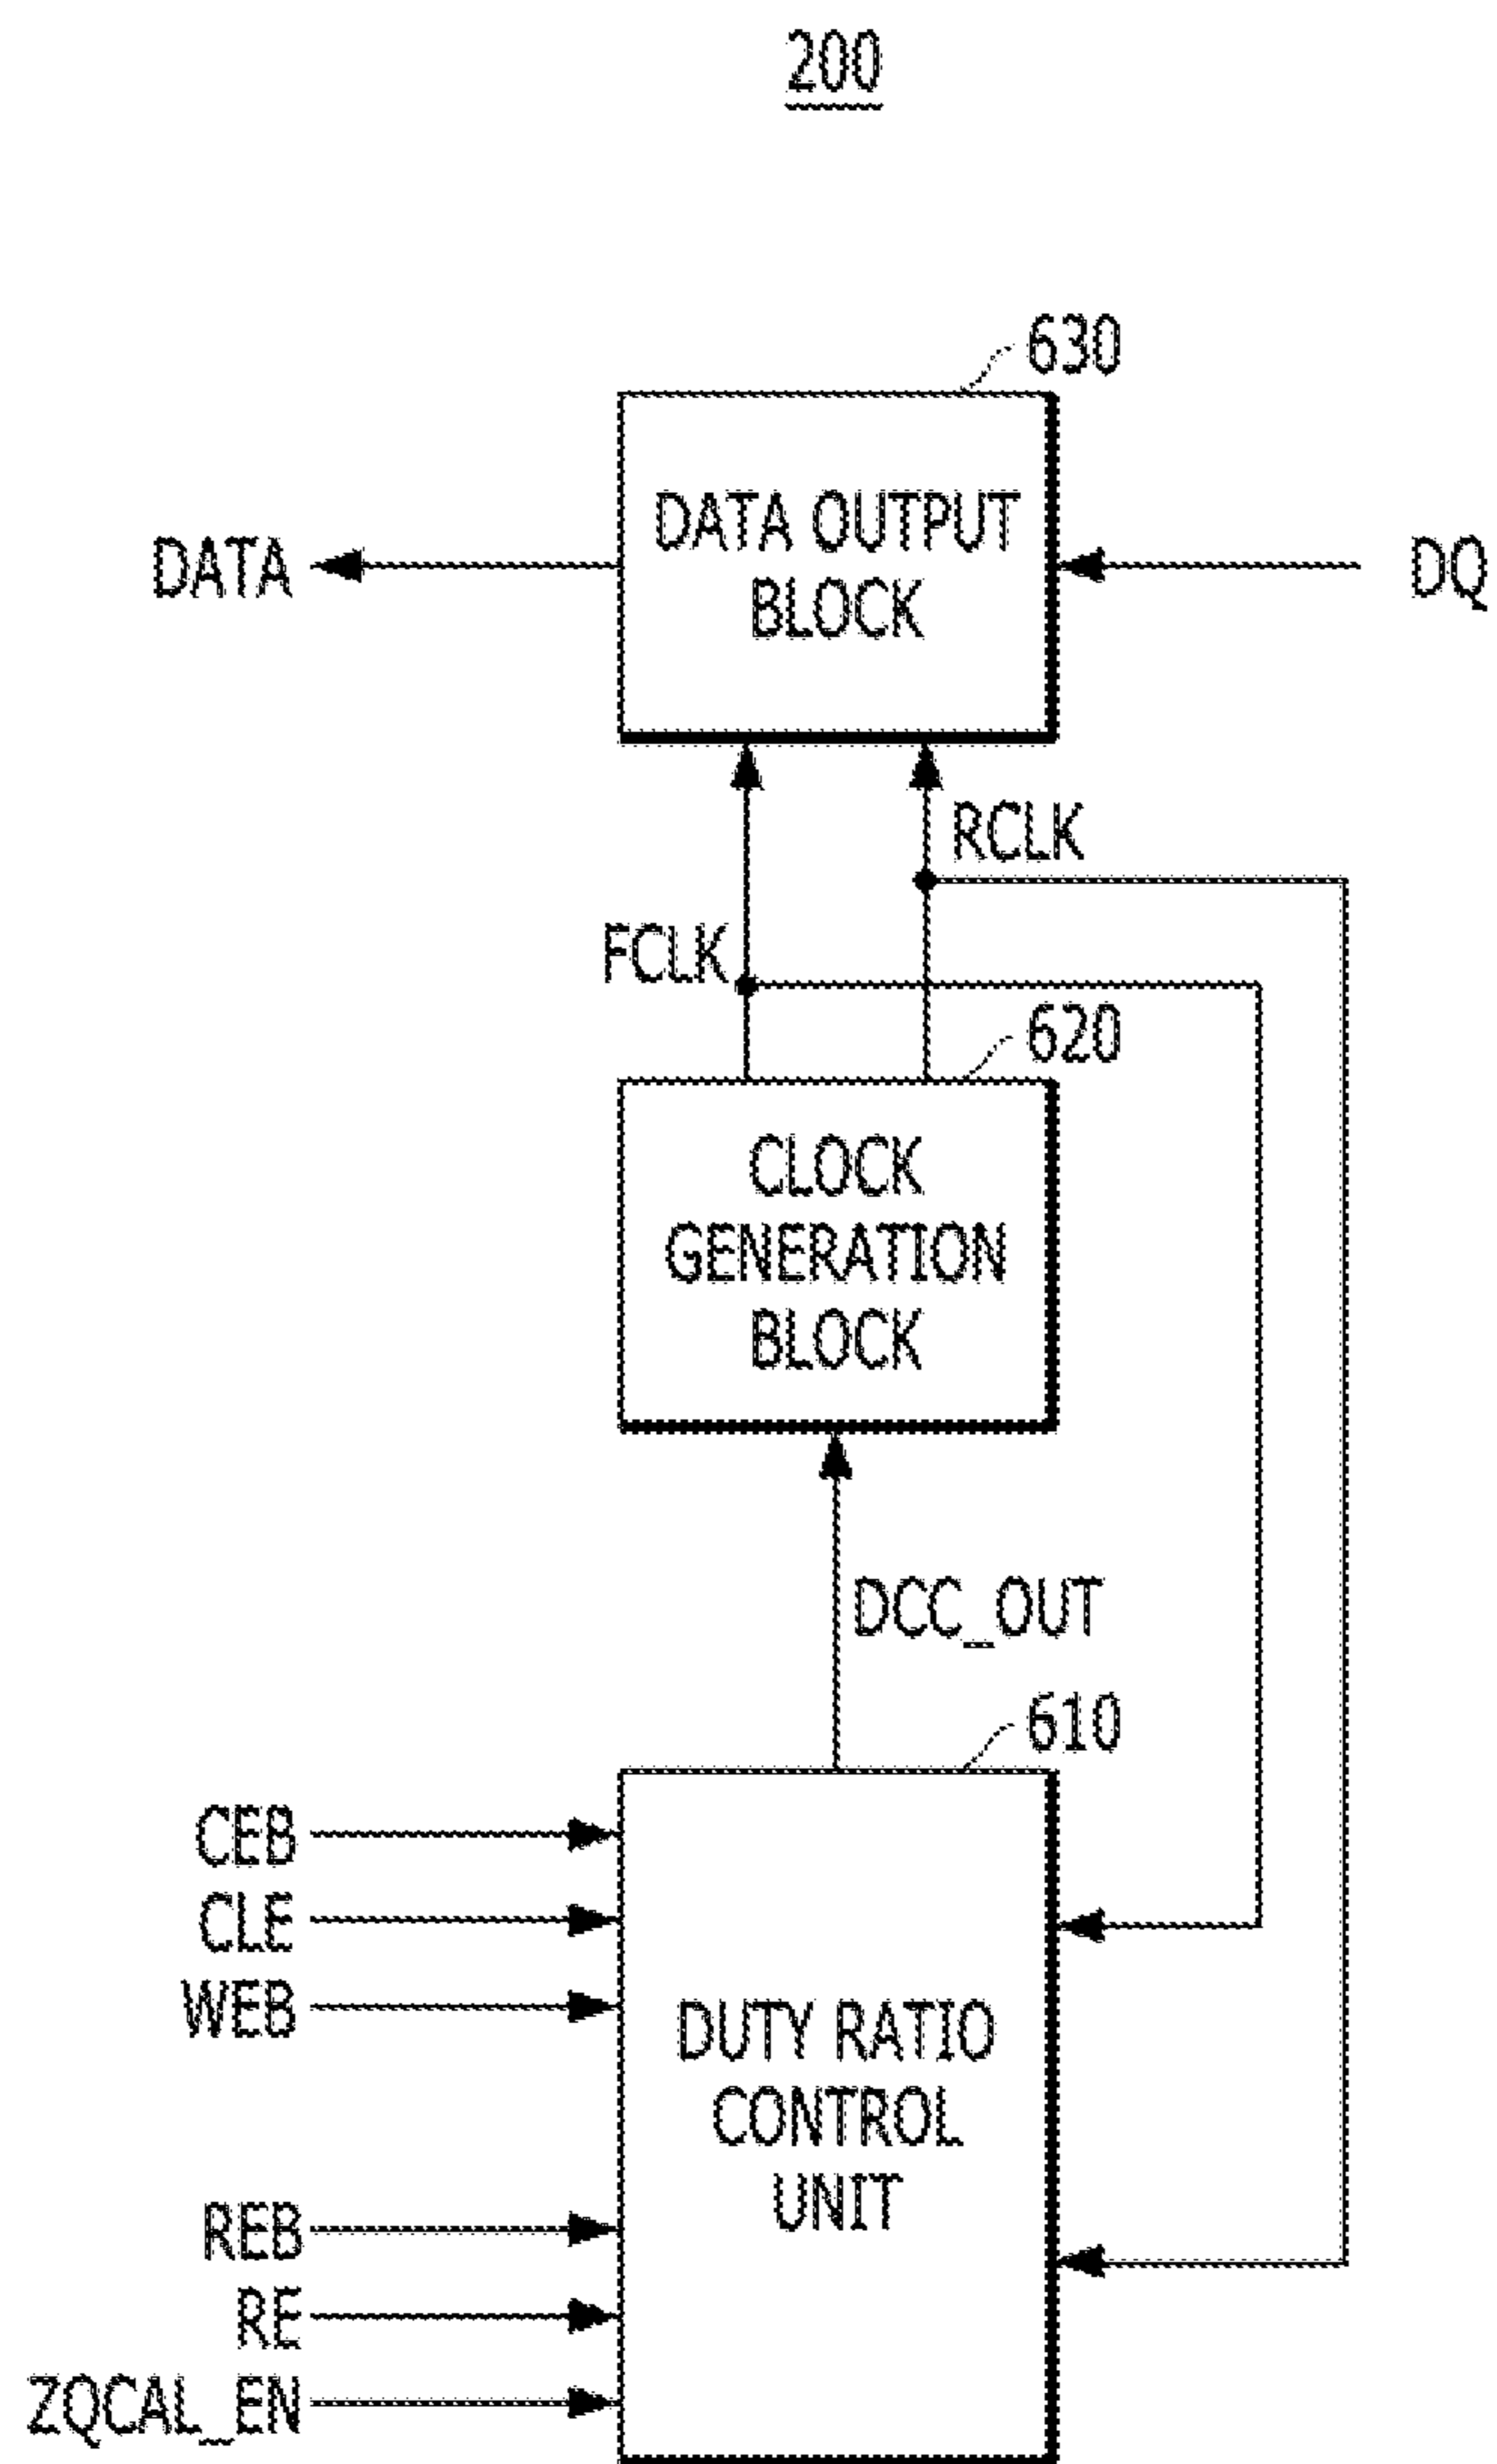 200
630
DATA OUTPUT
BLOCK
DATA
DQ
RCLK
FCLK
620
CLOCK
GENERATION
BLOCK
DCC_OUT
610
CEB
CLE
WEB
DUTY RATIO
CONTROL
UNIT
REB
RE
ZQCAL_EN